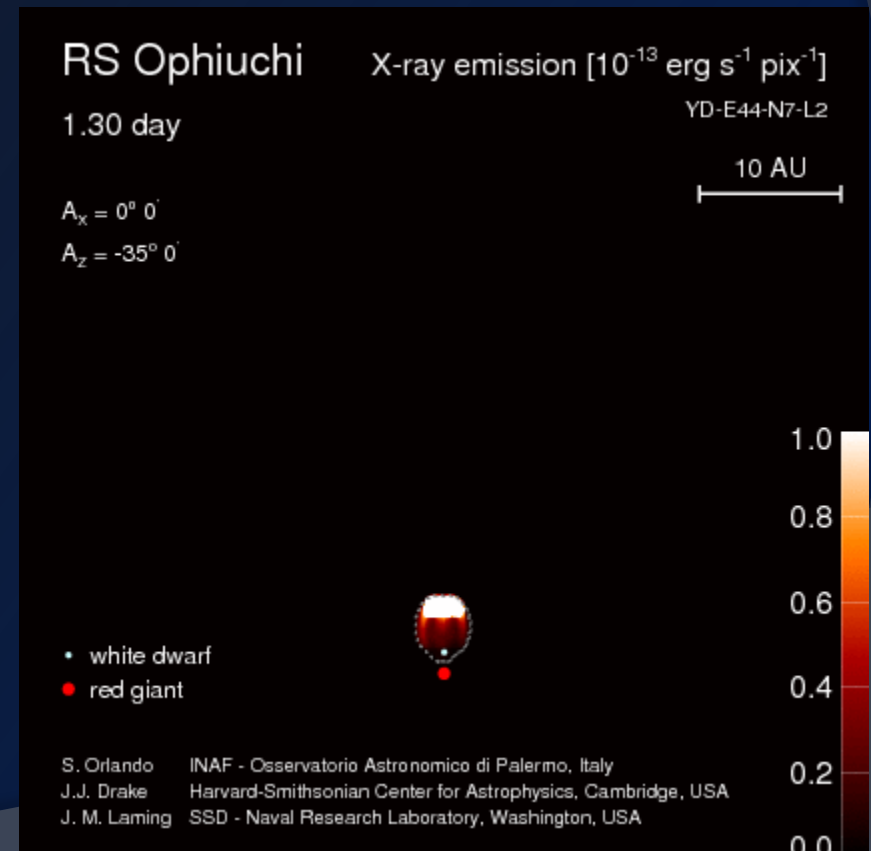 RS Ophiuchi
X-ray emission [10⁻¹³ erg s⁻¹ pix⁻¹]
YD-E44-N7-L2
1.30 day
10 AU
Aₓ = 0° 0'
A_z = -35° 0'
1.0
0.8
0.6
0.4
0.2
0.0
white dwarf
red giant
S. Orlando INAF - Osservatorio Astronomico di Palermo, Italy
J.J. Drake Harvard-Smithsonian Center for Astrophysics, Cambridge, USA
J. M. Laming SSD - Naval Research Laboratory, Washington, USA